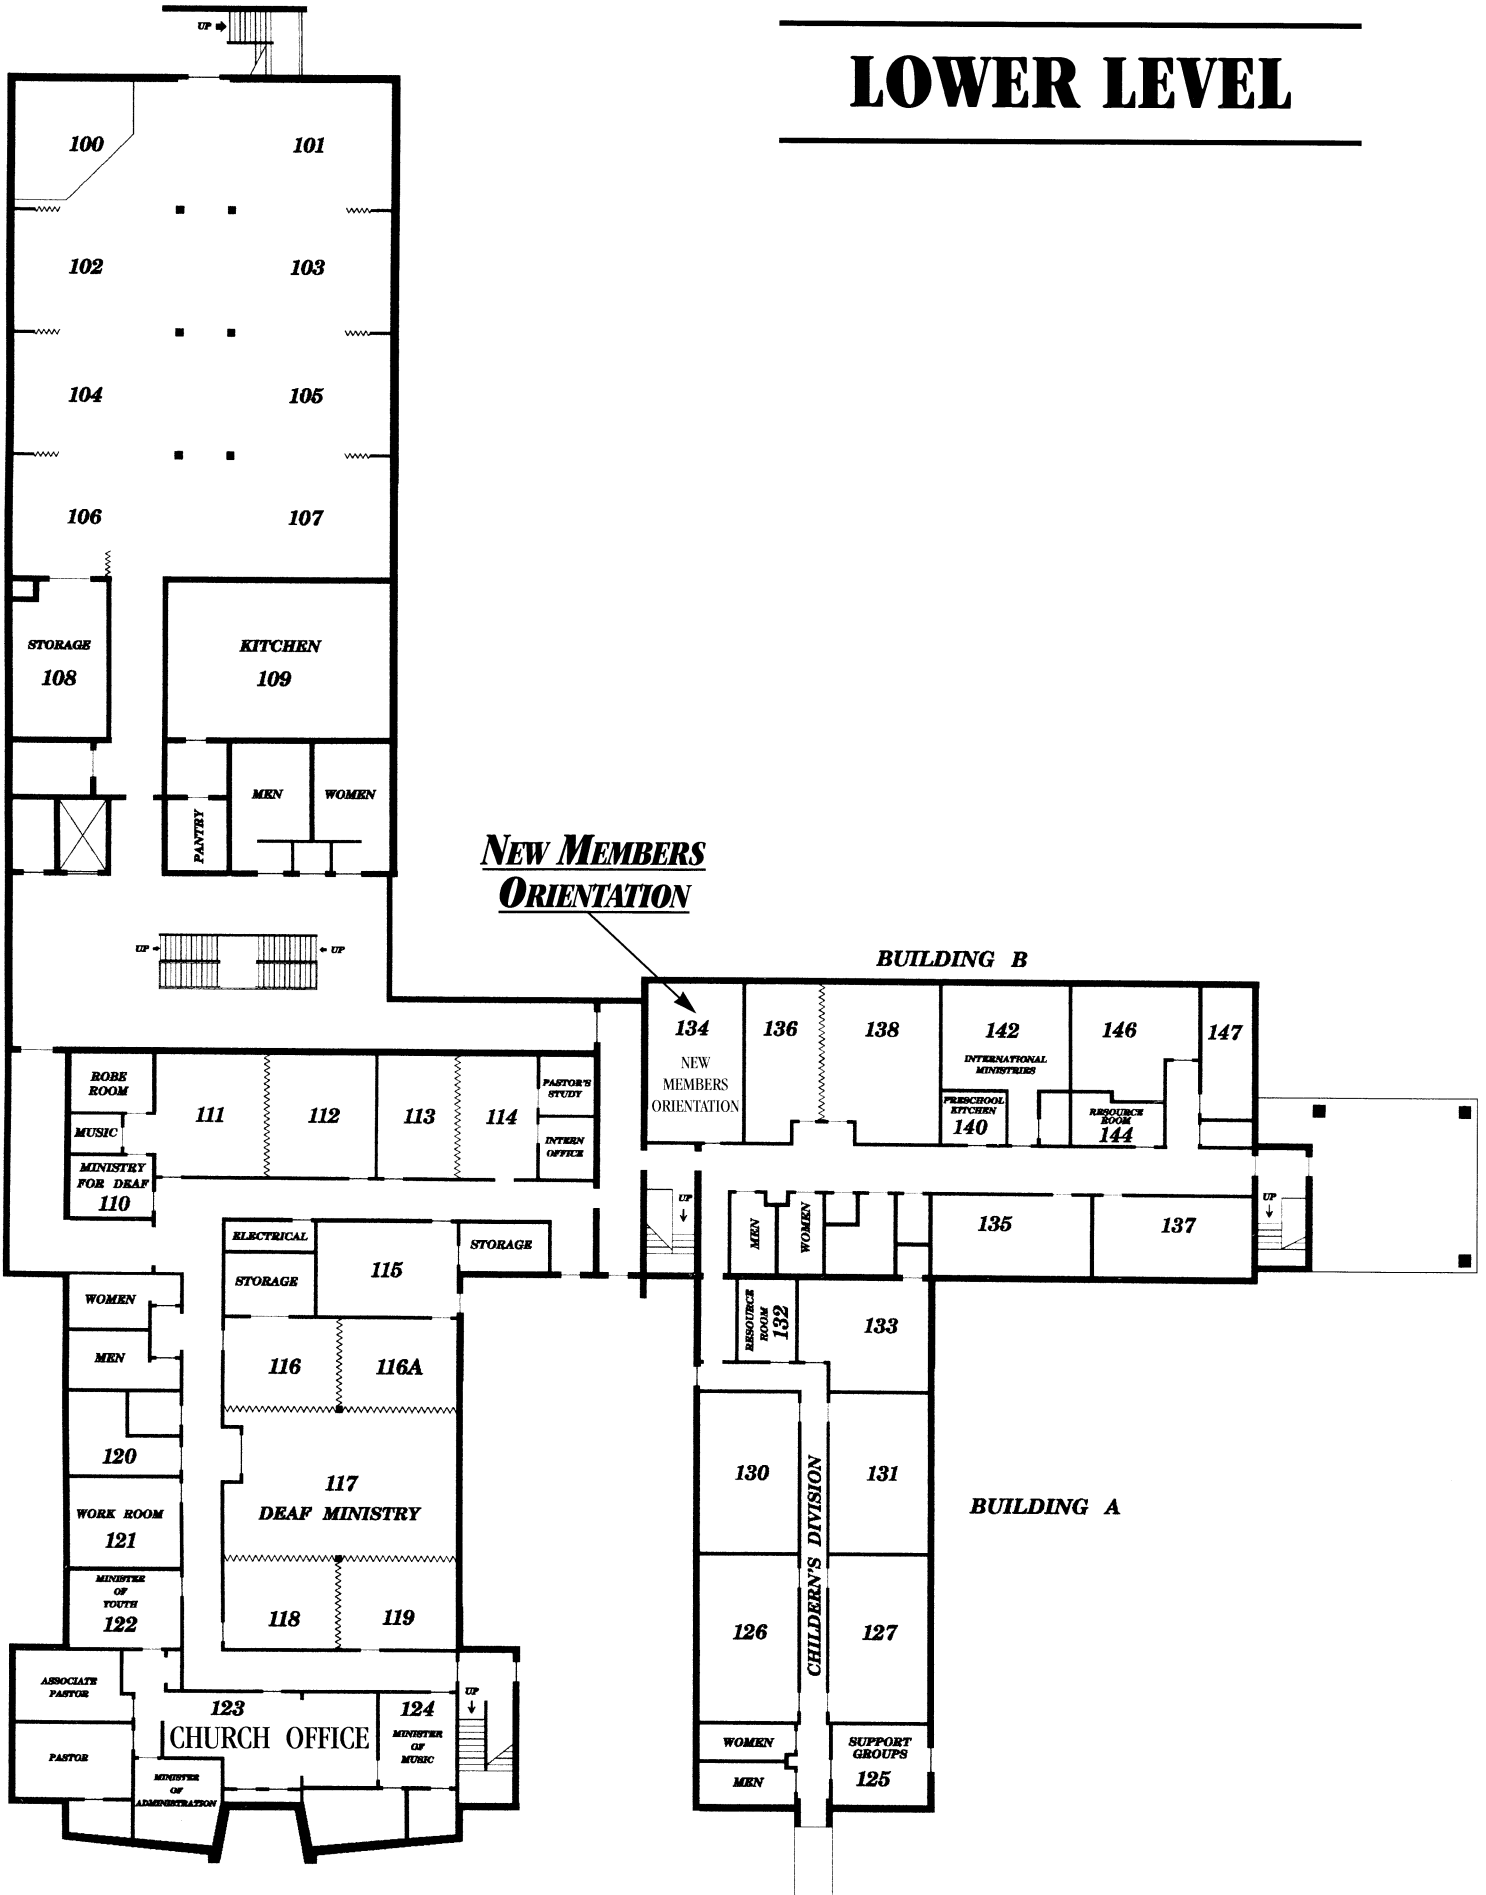 UP
LOWER LEVEL
100
101
102
103
104
105
106
107
STORAGE
108
KITCHEN
109
MEN
WOMEN
PANTRY
NEW MEMBERS
ORIENTATION
UP
UP
BUILDING B
134
NEW
MEMBERS
ORIENTATION
136
138
142
INTERNATIONAL
MINISTRIES
146
147
PRESCHOOL
KITCHEN
140
RESOURCE
ROOM
144
ROBE
ROOM
MUSIC
MINISTRY
FOR DEAF
110
111
112
113
114
PASTOR'S
STUDY
INTERN
OFFICE
UP
MEN
WOMEN
135
137
UP
ELECTRICAL
STORAGE
115
STORAGE
WOMEN
MEN
116
116A
RESOURCE
ROOM
132
133
120
117
DEAF MINISTRY
130
131
CHILDERN'S DIVISION
BUILDING A
WORK ROOM
121
MINISTER
OF
YOUTH
122
118
119
126
127
ASSOCIATE
PASTOR
PASTOR
123
CHURCH OFFICE
124
MINISTER
OF
MUSIC
UP
MINISTER
OF
ADMINISTRATION
WOMEN
MEN
SUPPORT
GROUPS
125